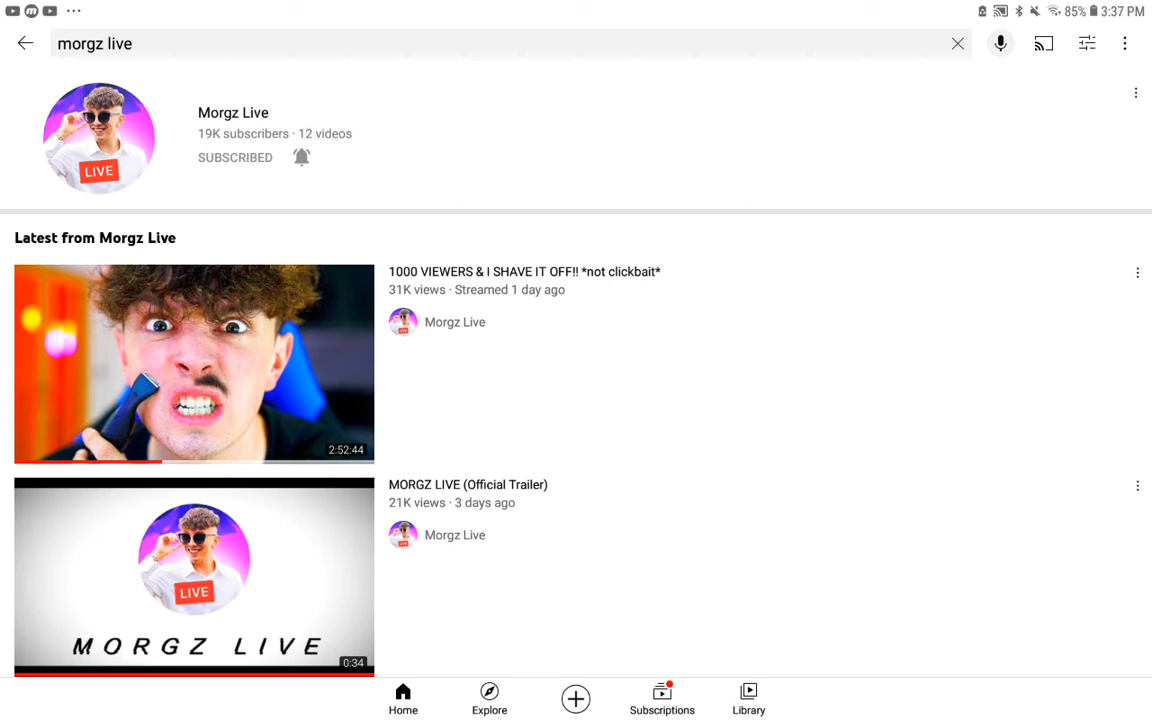 85% 3:37 PM
morgz live
LIVE
Morgz Live
19K subscribers · 12 videos
SUBSCRIBED
Latest from Morgz Live
2:52:44
1000 VIEWERS & I SHAVE IT OFF!! *not clickbait*
31K views · Streamed 1 day ago
Morgz Live
LIVE
MORGZ LIVE
0:34
MORGZ LIVE (Official Trailer)
21K views · 3 days ago
Morgz Live
Home
Explore
Subscriptions
Library